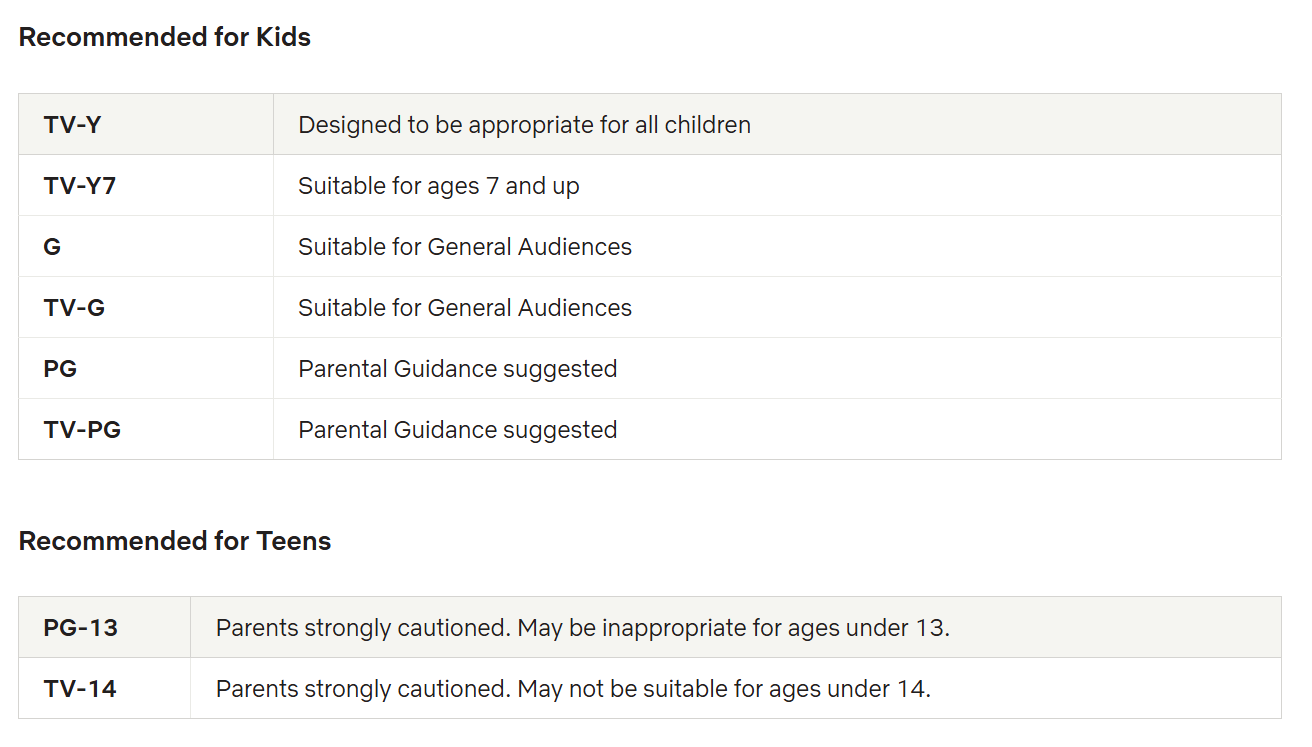 Recommended for Kids
TV-Y Designed to be appropriate for all children
TV-Y7 Suitable for ages 7 and up
G Suitable for General Audiences
TV-G Suitable for General Audiences
PG Parental Guidance suggested
TV-PG Parental Guidance suggested
Recommended for Teens
PG-13 Parents strongly cautioned. May be inappropriate for ages under 13.
TV-14 Parents strongly cautioned. May not be suitable for ages under 14.